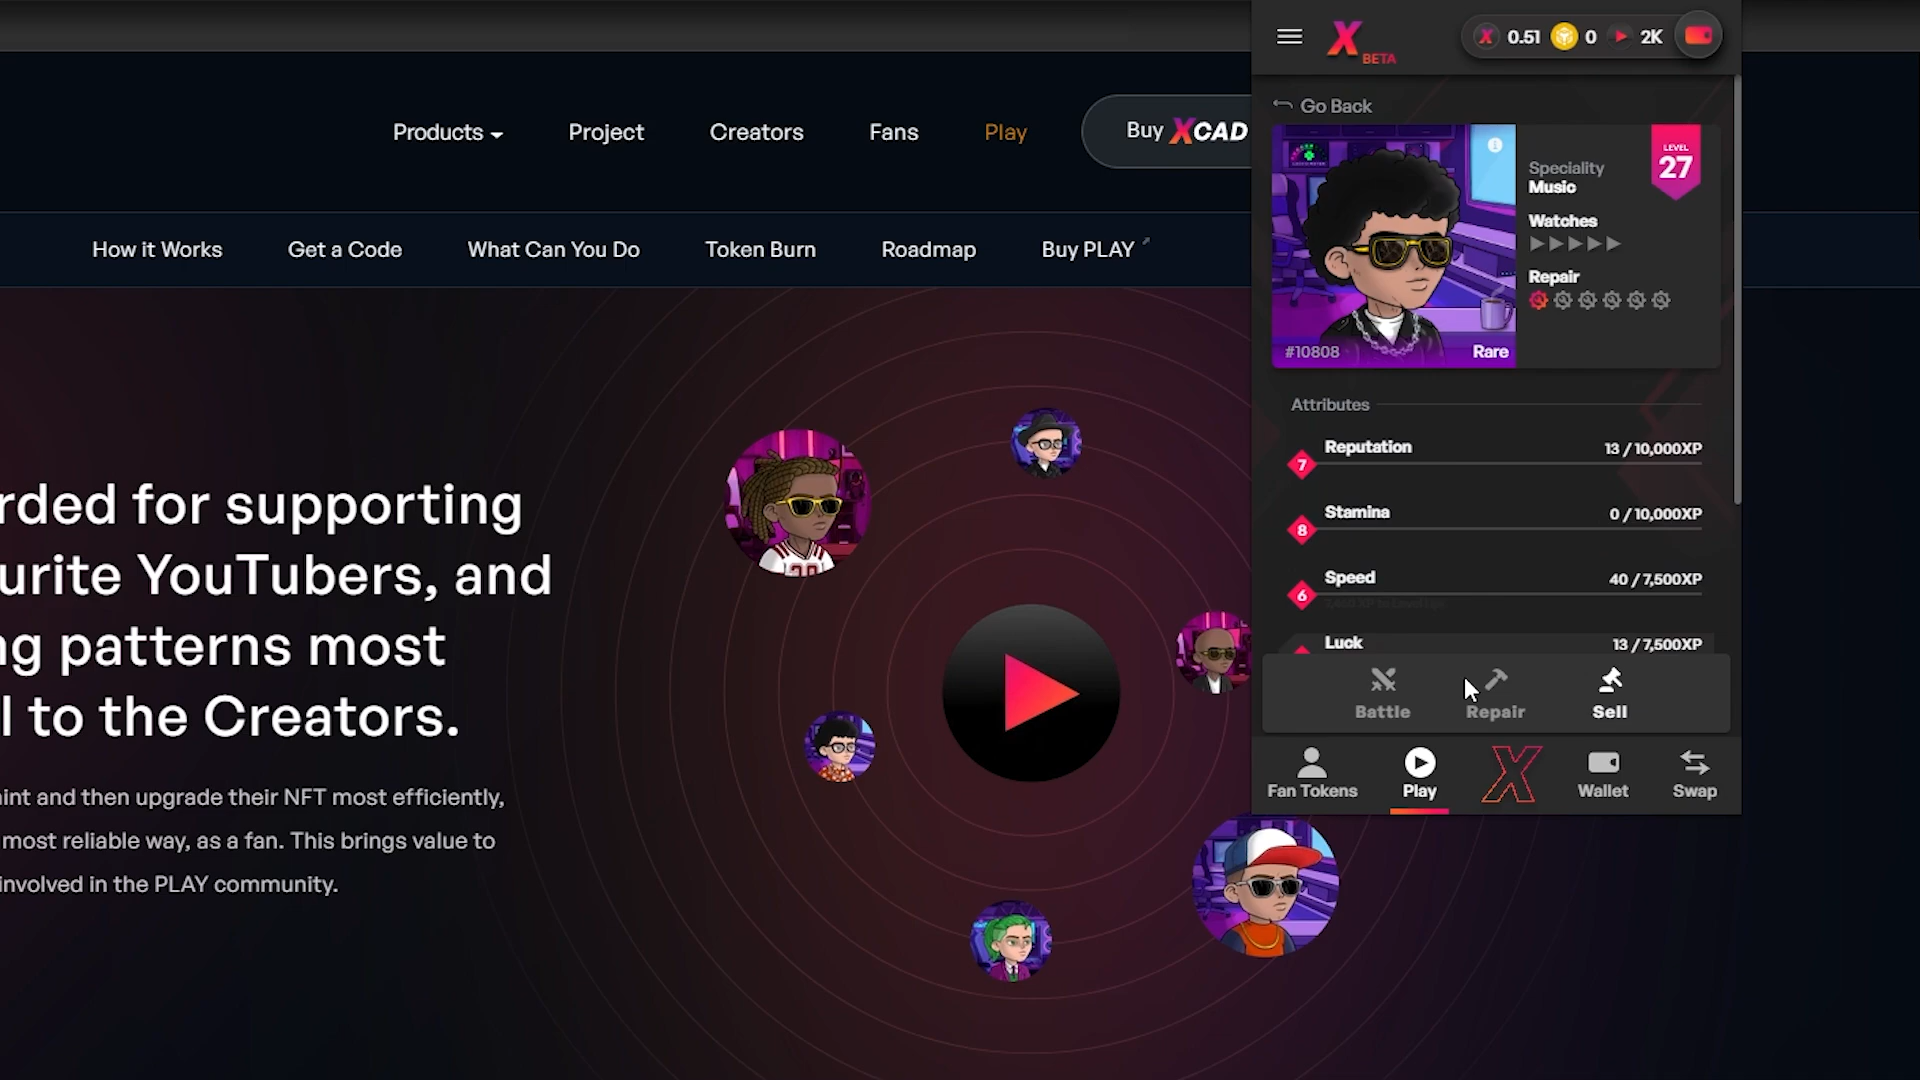 Products
Project
Creators
Fans
Play
Buy XCAD
How it Works
Get a Code
What Can You Do
Token Burn
Roadmap
Buy PLAY
rded for supporting
urite YouTubers, and
ng patterns most
l to the Creators.
int and then upgrade their NFT most efficiently,
most reliable way, as a fan. This brings value to
involved in the PLAY community.
X BETA
0.51
0
2K
Go Back
LEVEL
27
Speciality
Music
Watches
Repair
#10808
Rare
Attributes
Reputation
13 / 10,000XP
7
Stamina
0 / 10,000XP
8
Speed
40 / 7,500XP
6
Luck
13 / 7,500XP
Battle
Repair
Sell
Fan Tokens
Play
X
Wallet
Swap